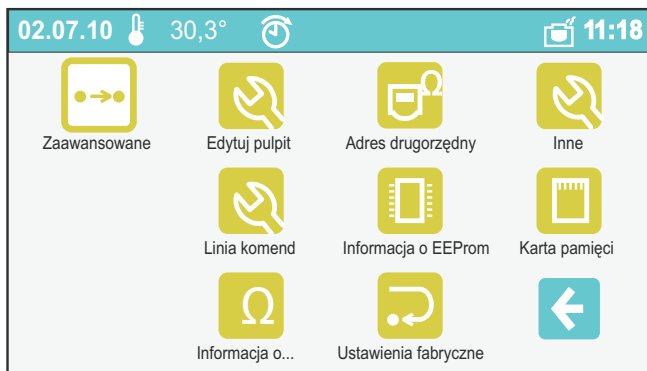 02.07.10 30,3° 11:18
Zaawansowane Edytuj pulpit Adres drugorzędny Inne
Linia komend Informacja o EEProm Karta pamięci
Informacja o... Ustawienia fabryczne